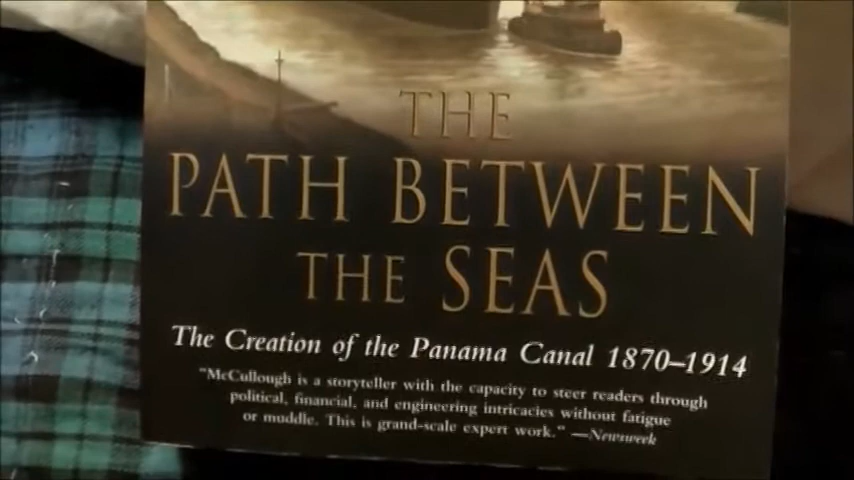 THE
PATH BETWEEN
THE SEAS
The Creation of the Panama Canal 1870–1914
"McCullough is a storyteller with the capacity to steer readers through
political, financial, and engineering intricacies without fatigue
or muddle. This is grand-scale expert work." —Newsweek